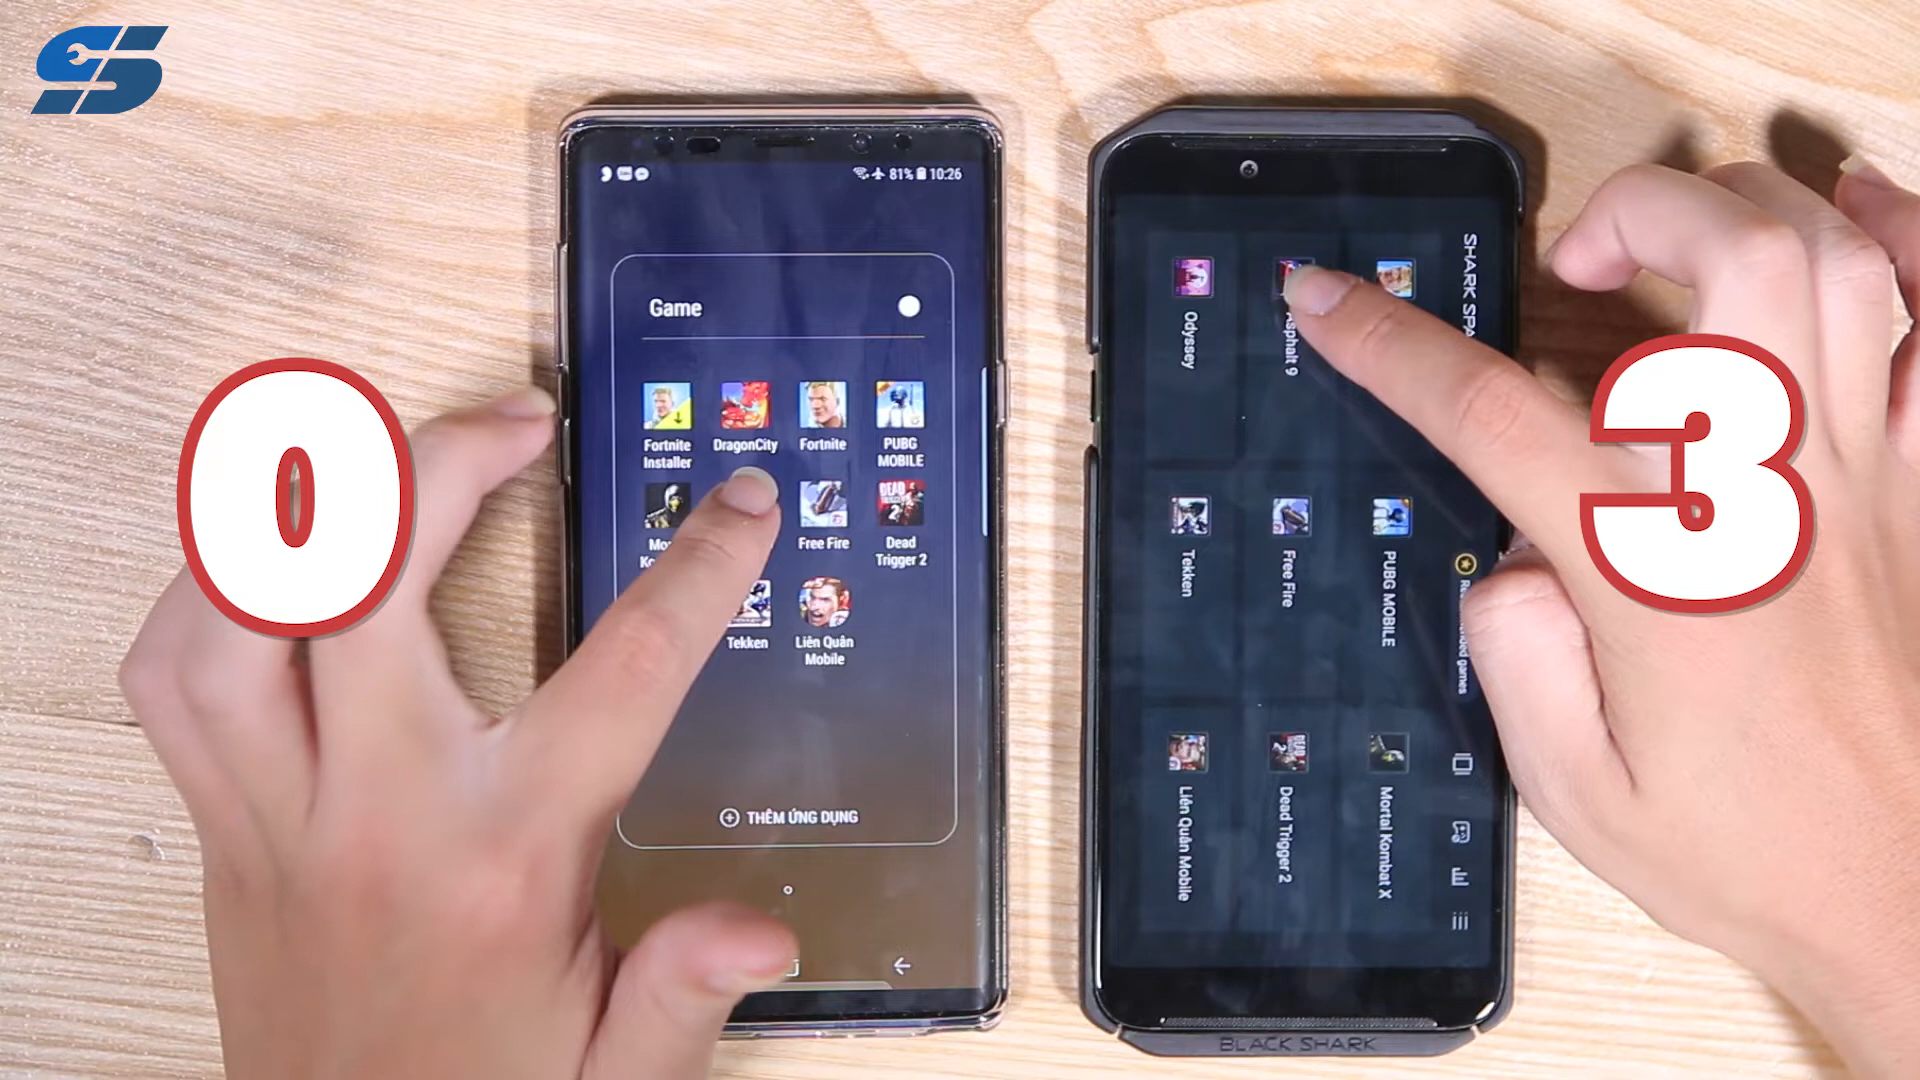 81% 10:26
Game
Fortnite
Installer
DragonCity
Fortnite
PUBG
MOBILE
Free Fire
Dead
Trigger 2
Tekken
Liên Quân
Mobile
THÊM ỨNG DỤNG
0
SHARK
Asphalt 9
Odyssey
PUBG MOBILE
Free Fire
Tekken
games
Mortal Kombat X
Dead Trigger 2
Liên Quân Mobile
BLACK SHARK
3